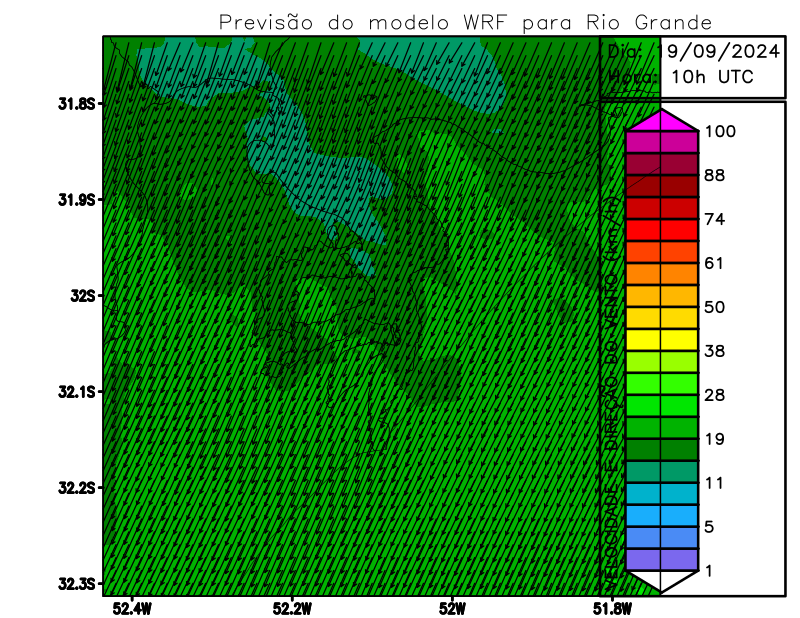 Previsão do modelo WRF para Rio Grande
Dia: 19/09/2024
Hora: 10h UTC
31.8S
31.9S
32S
32.1S
32.2S
32.3S
52.4W
52.2W
52W
51.8W
VELOCIDADE E DIREÇÃO DO VENTO (km/h)
100
88
74
61
50
38
28
19
11
5
1